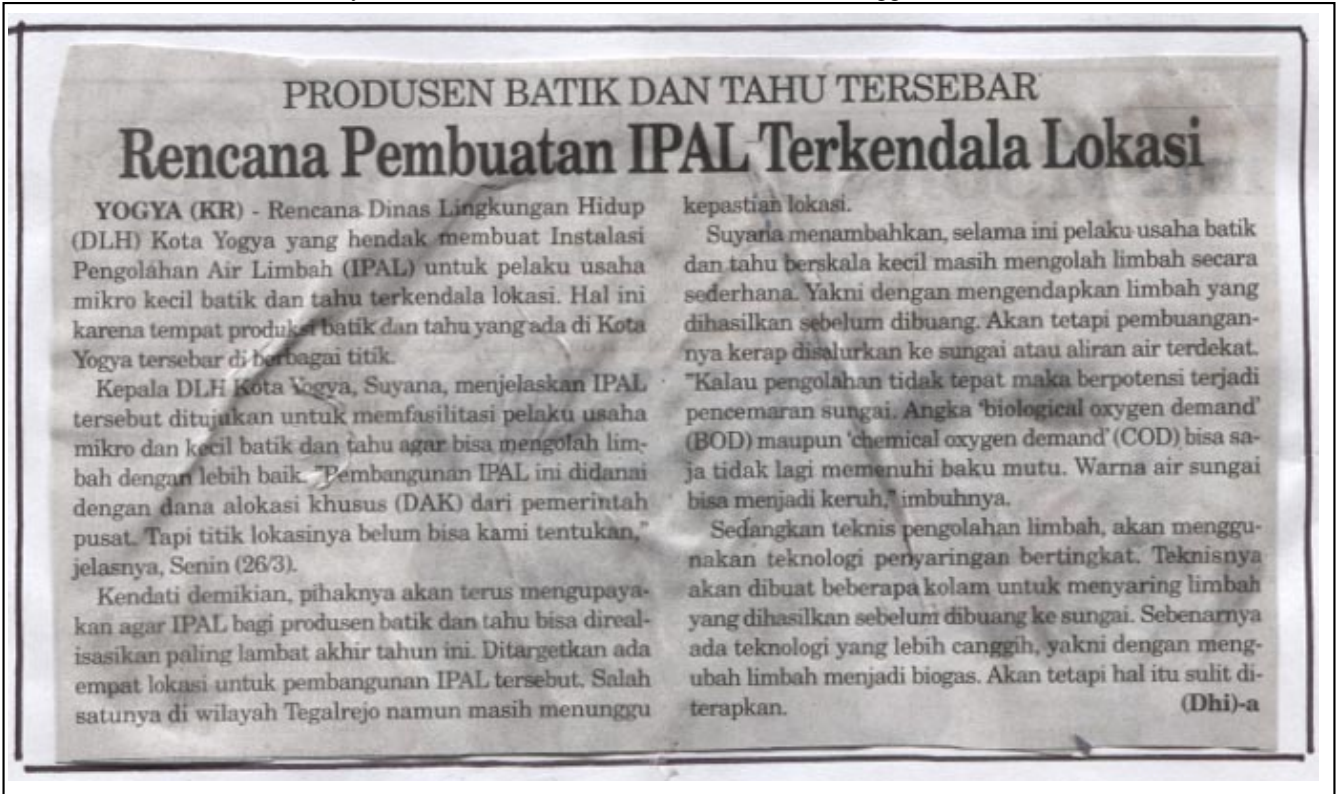 PRODUSEN BATIK DAN TAHU TERSEBAR
Rencana Pembuatan IPAL Terkendala Lokasi
YOGYA (KR) - Rencana Dinas Lingkungan Hidup
(DLH) Kota Yogya yang hendak membuat Instalasi
Pengolahan Air Limbah (IPAL) untuk pelaku usaha
mikro kecil batik dan tahu terkendala lokasi. Hal ini
karena tempat produksi batik dan tahu yang ada di Kota
Yogya tersebar di berbagai titik.
Kepala DLH Kota Yogya, Suyana, menjelaskan IPAL
tersebut ditujukan untuk memfasilitasi pelaku usaha
mikro dan kecil batik dan tahu agar bisa mengolah lim-
bah dengan lebih baik. "Pembangunan IPAL ini didanai
dengan dana alokasi khusus (DAK) dari pemerintah
pusat. Tapi titik lokasinya belum bisa kami tentukan,"
jelasnya, Senin (26/3).
Kendati demikian, pihaknya akan terus mengupaya-
kan agar IPAL bagi produsen batik dan tahu bisa direal-
isasikan paling lambat akhir tahun ini. Ditargetkan ada
empat lokasi untuk pembangunan IPAL tersebut. Salah
satunya di wilayah Tegalrejo namun masih menunggu
kepastian lokasi.
Suyana menambahkan, selama ini pelaku usaha batik
dan tahu berskala kecil masih mengolah limbah secara
sederhana. Yakni dengan mengendapkan limbah yang
dihasilkan sebelum dibuang. Akan tetapi pembuangan-
nya kerap disalurkan ke sungai atau aliran air terdekat.
"Kalau pengolahan tidak tepat maka berpotensi terjadi
pencemaran sungai. Angka 'biological oxygen demand'
(BOD) maupun 'chemical oxygen demand' (COD) bisa sa-
ja tidak lagi memenuhi baku mutu. Warna air sungai
bisa menjadi keruh," imbuhnya.
Sedangkan teknis pengolahan limbah, akan menggu-
nakan teknologi penyaringan bertingkat. Teknisnya
akan dibuat beberapa kolam untuk menyaring limbah
yang dihasilkan sebelum dibuang ke sungai. Sebenarnya
ada teknologi yang lebih canggih, yakni dengan meng-
ubah limbah menjadi biogas. Akan tetapi hal itu sulit di-
terapkan. (Dhi)-a